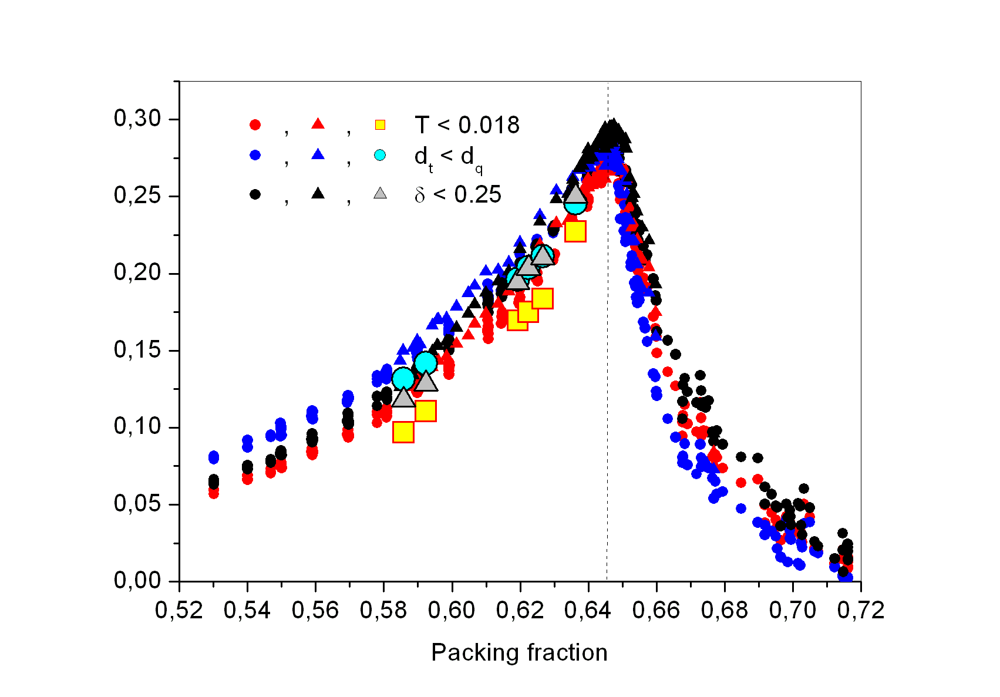 0,30
0,25
0,20
0,15
0,10
0,05
0,00
, , T < 0.018
, , dt < dq
, , δ < 0.25
0,52 0,54 0,56 0,58 0,60 0,62 0,64 0,66 0,68 0,70 0,72
Packing fraction